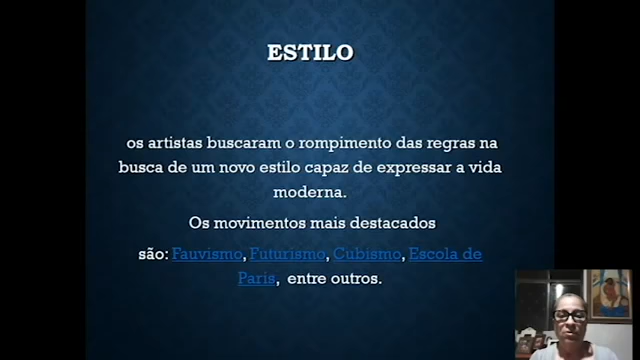 ESTILO
os artistas buscaram o rompimento das regras na
busca de um novo estilo capaz de expressar a vida
moderna.
Os movimentos mais destacados
são: Fauvismo, Futurismo, Cubismo, Escola de
Paris, entre outros.